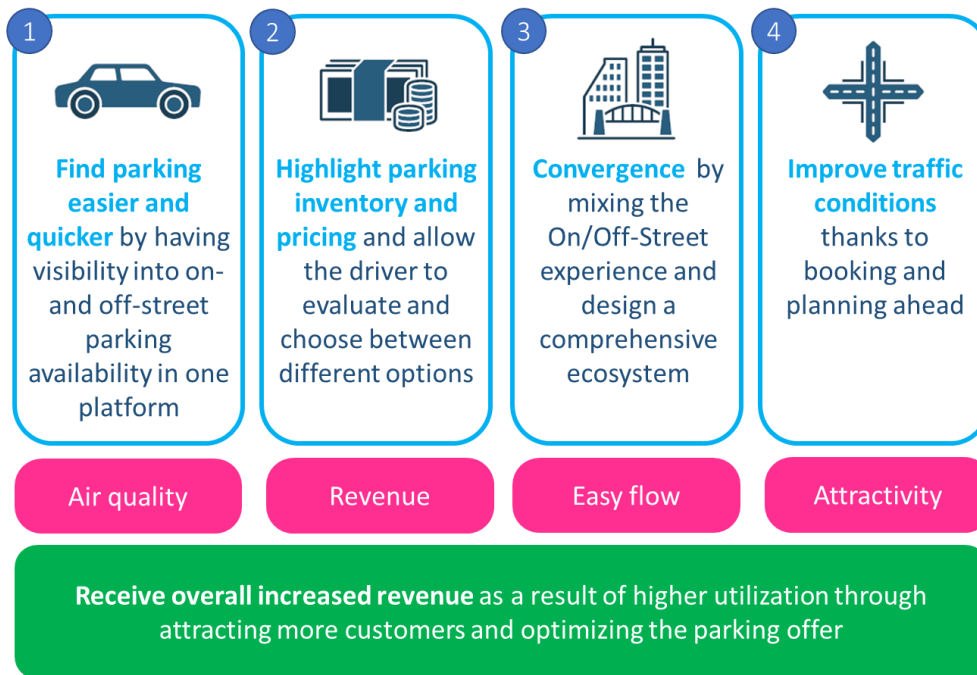 1
Find parking
easier and
quicker by having
visibility into on-
and off-street
parking
availability in one
platform
2
Highlight parking
inventory and
pricing and allow
the driver to
evaluate and
choose between
different options
3
Convergence by
mixing the
On/Off-Street
experience and
design a
comprehensive
ecosystem
4
Improve traffic
conditions
thanks to
booking and
planning ahead
Air quality
Revenue
Easy flow
Attractivity
Receive overall increased revenue as a result of higher utilization through
attracting more customers and optimizing the parking offer